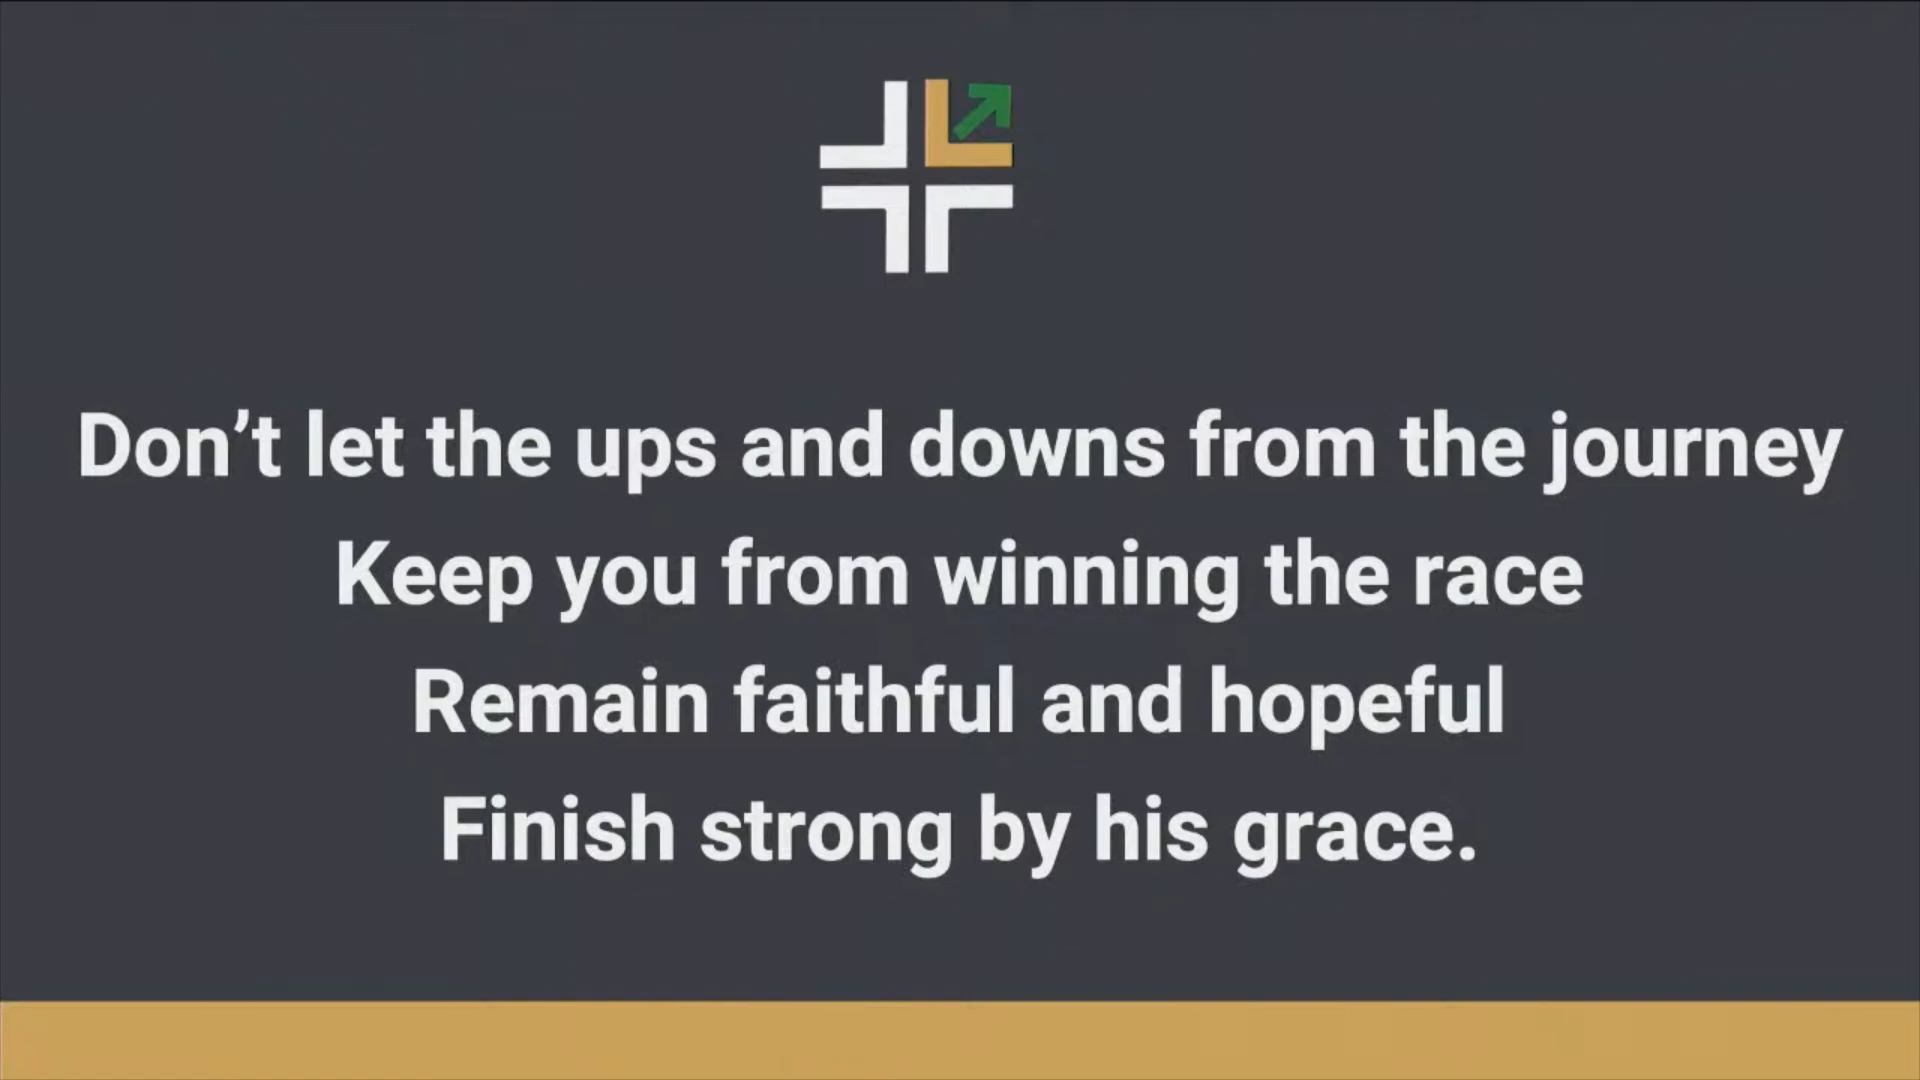 Don’t let the ups and downs from the journey
Keep you from winning the race
Remain faithful and hopeful
Finish strong by his grace.